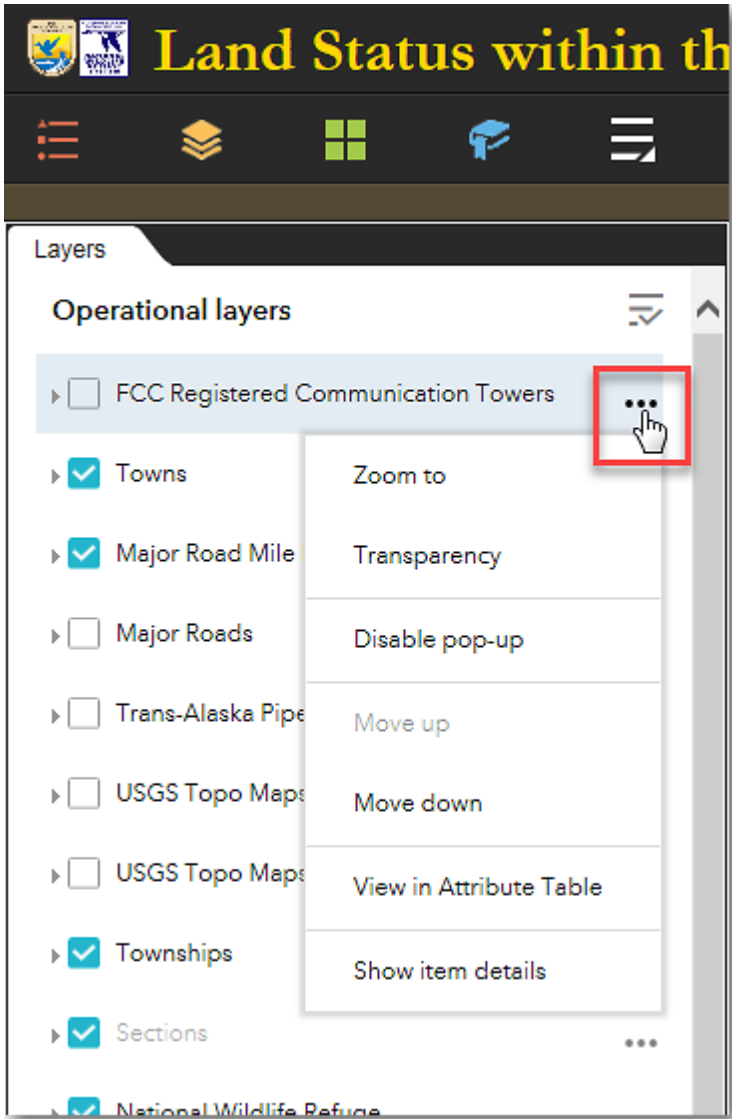 Land Status within th
Layers
Operational layers
FCC Registered Communication Towers
Towns
Zoom to
Major Road Mile
Transparency
Major Roads
Disable pop-up
Trans-Alaska Pipe
Move up
USGS Topo Maps
Move down
USGS Topo Maps
View in Attribute Table
Townships
Show item details
Sections
National Wildlife Refuge